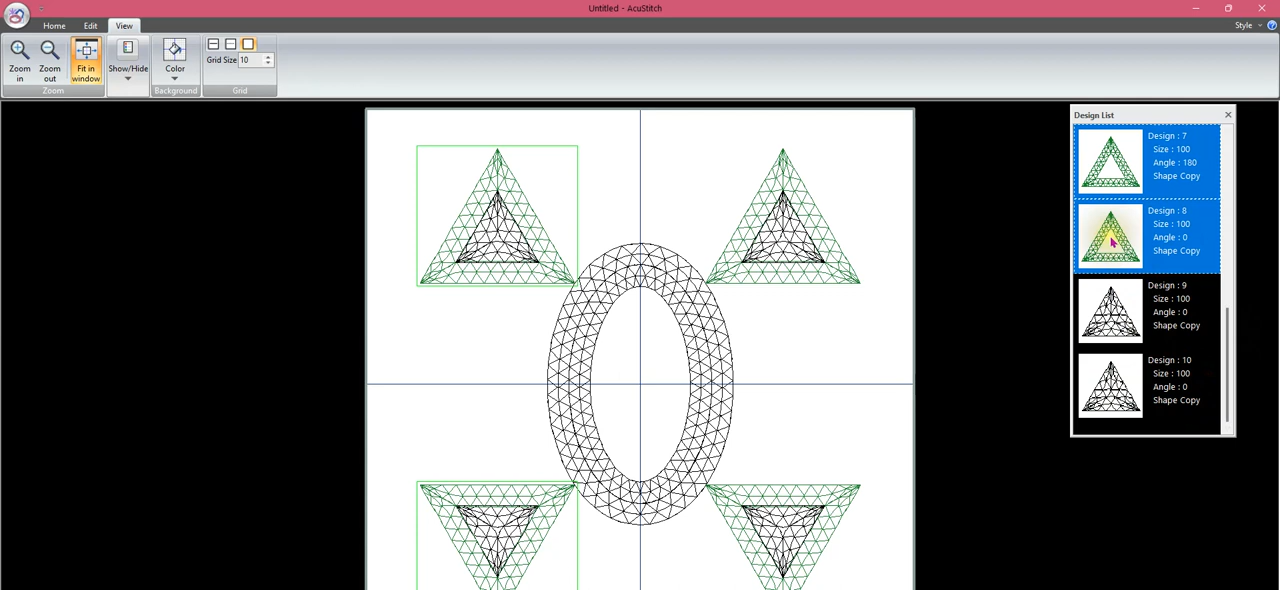 Untitled - AcuStitch
Home Edit View Style
Zoom in
Zoom out
Fit in window
Show/Hide
Color
Grid Size 10
Zoom Background Grid
Design List
Design : 7
Size : 100
Angle : 180
Shape Copy
Design : 8
Size : 100
Angle : 0
Shape Copy
Design : 9
Size : 100
Angle : 0
Shape Copy
Design : 10
Size : 100
Angle : 0
Shape Copy